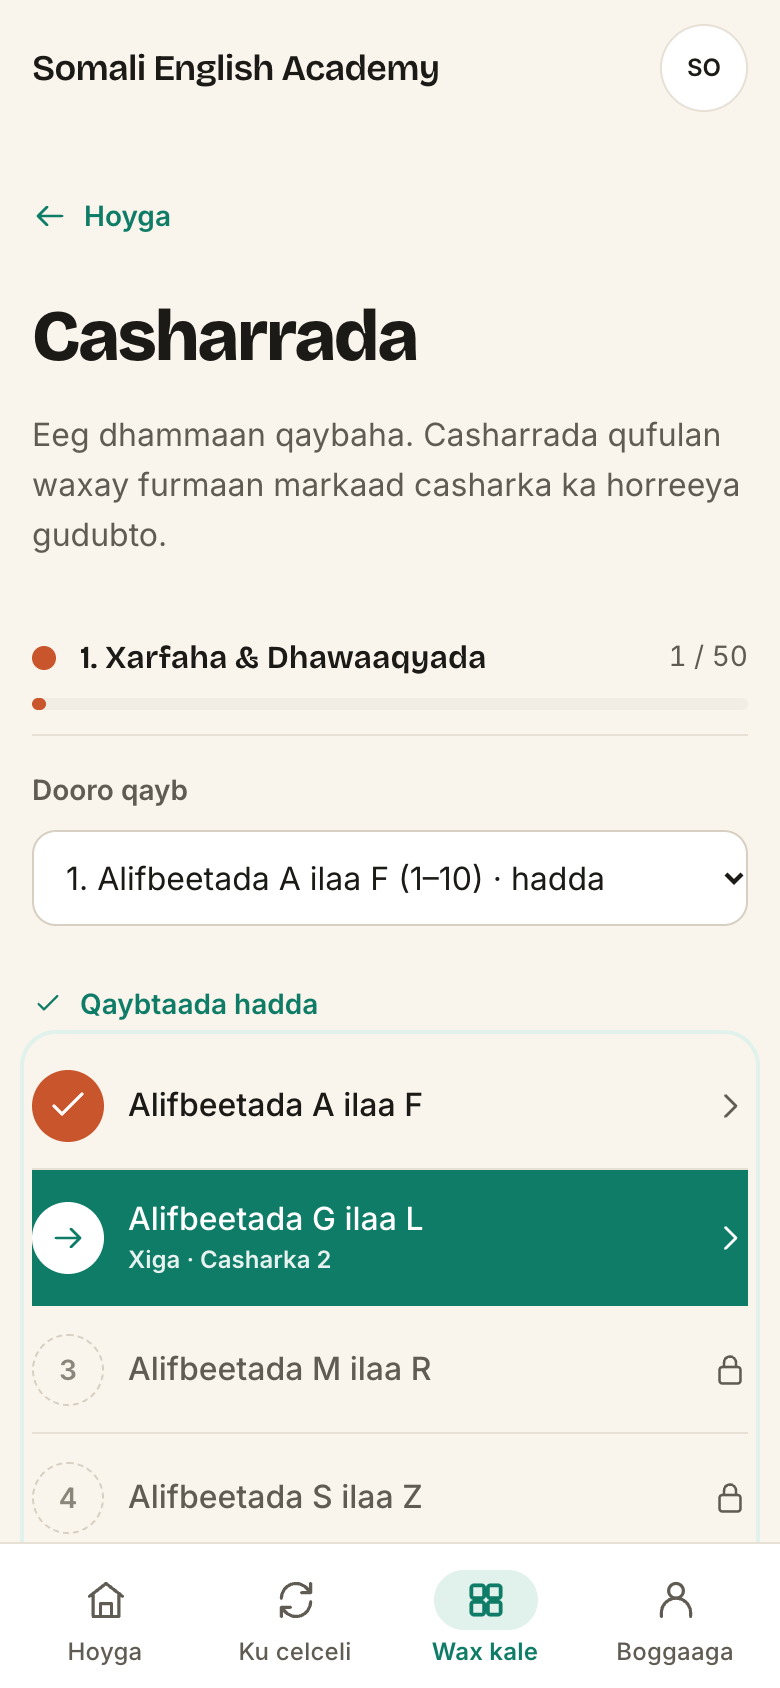 Somali English Academy
SO
Hoyga
Casharrada
Eeg dhammaan qaybaha. Casharrada qufulan
waxay furmaan markaad casharka ka horreeya
gudubto.
1. Xarfaha & Dhawaaqyada
1 / 50
Dooro qayb
1. Alifbeetada A ilaa F (1–10) · hadda
Qaybtaada hadda
Alifbeetada A ilaa F
Alifbeetada G ilaa L
Xiga · Casharka 2
3
Alifbeetada M ilaa R
4
Alifbeetada S ilaa Z
Hoyga
Ku celceli
Wax kale
Boggaaga